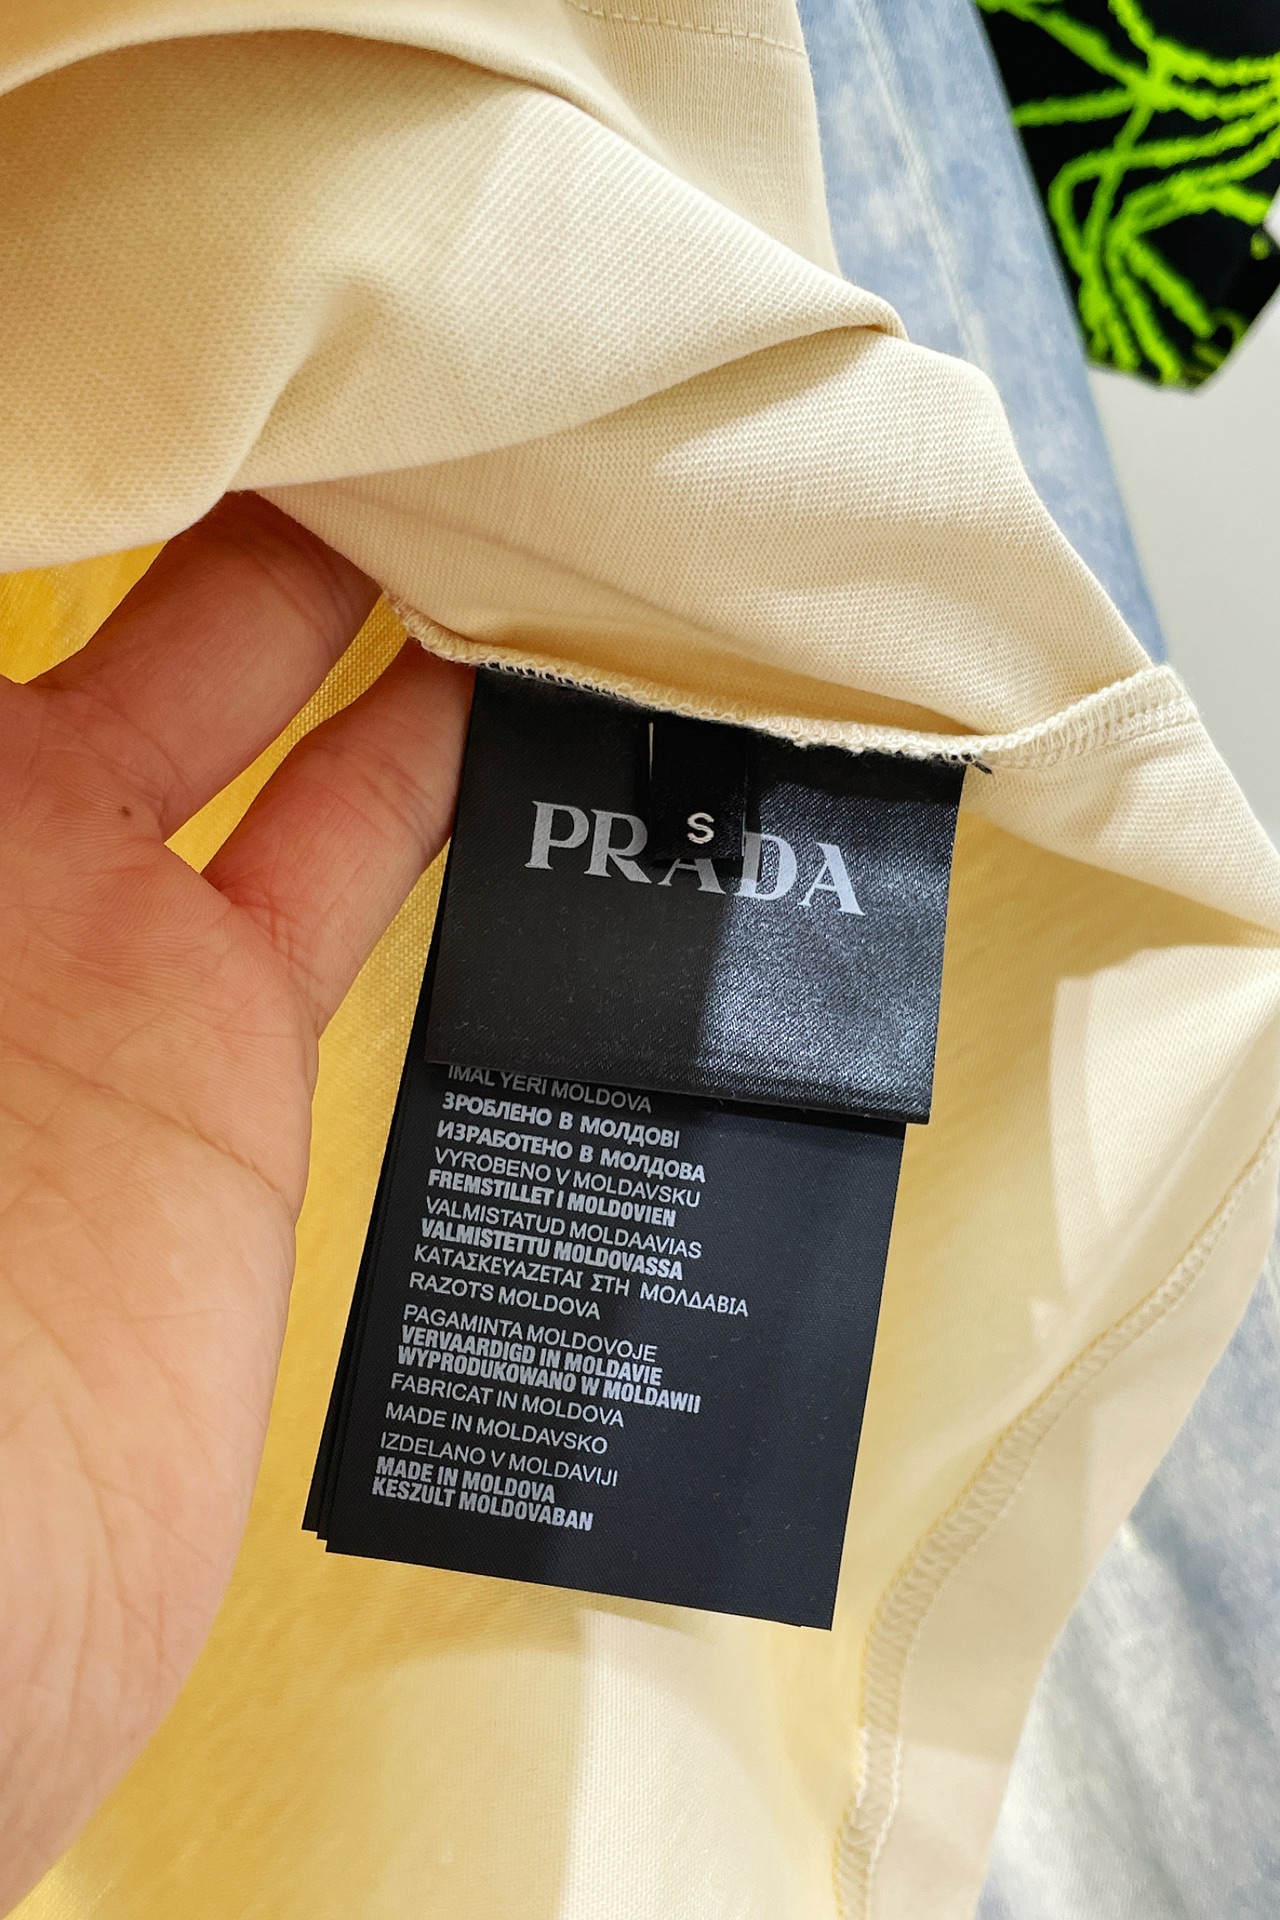 S
PRADA
IMAL YERI MOLDOVA
ЗРОБЛЕНО В МОЛДОВІ
ИЗРАБОТЕНО В МОЛДОВА
VYROBENO V MOLDAVSKU
FREMSTILLET I MOLDOVIEN
VALMISTATUD MOLDAAVIAS
VALMISTETTU MOLDOVASSA
ΚΑΤΑΣΚΕΥΑΖΕΤΑΙ ΣΤΗ ΜΟΛΔΑΒΙΑ
RAZOTS MOLDOVA
PAGAMINTA MOLDOVOJE
VERVAARDIGD IN MOLDAVIE
WYPRODUKOWANO W MOLDAWII
FABRICAT IN MOLDOVA
MADE IN MOLDAVSKO
IZDELANO V MOLDAVIJI
MADE IN MOLDOVA
KESZULT MOLDOVABAN